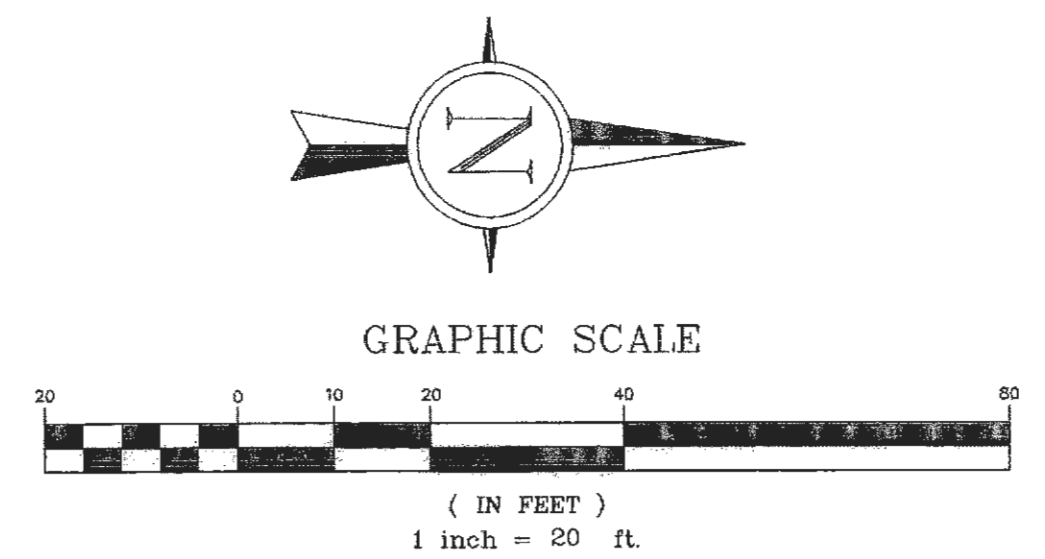 N
GRAPHIC SCALE
20 0 10 20 40 80
( IN FEET )
1 inch = 20 ft.